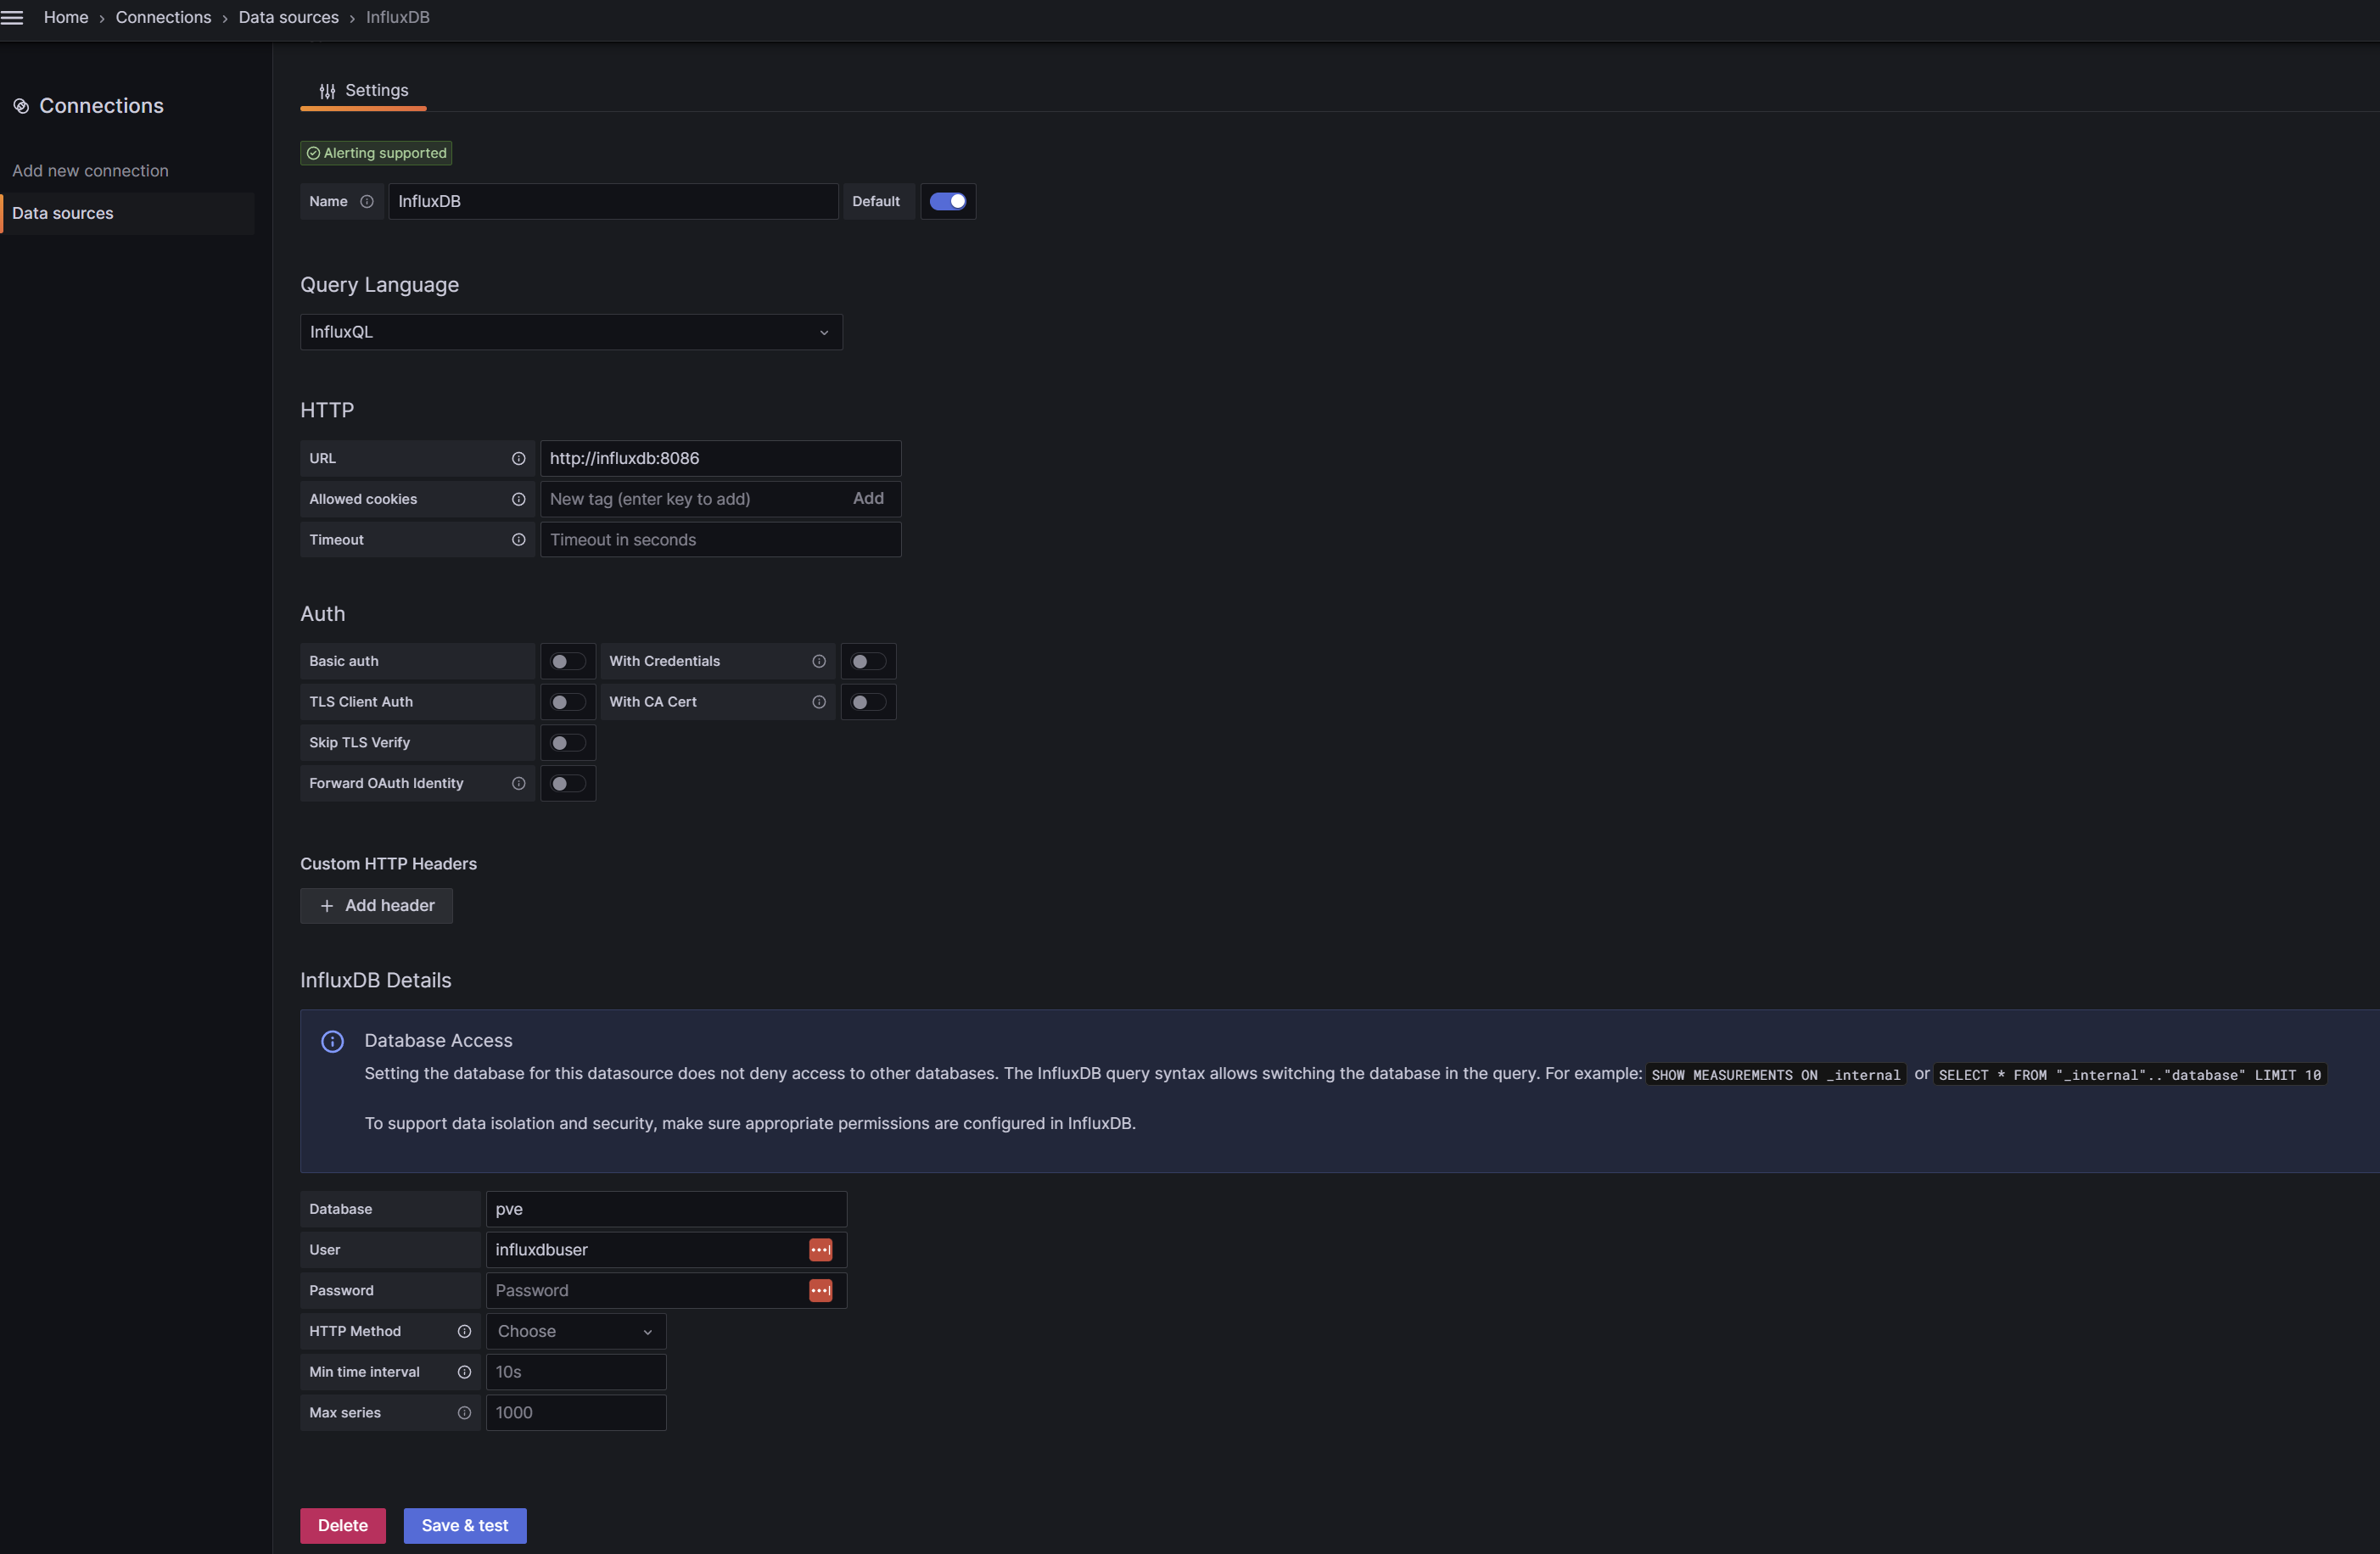 Home › Connections › Data sources › InfluxDB
Connections
Add new connection
Data sources
Settings
Alerting supported
Name InfluxDB Default
Query Language
InfluxQL
HTTP
URL http://influxdb:8086
Allowed cookies New tag (enter key to add) Add
Timeout Timeout in seconds
Auth
Basic auth With Credentials
TLS Client Auth With CA Cert
Skip TLS Verify
Forward OAuth Identity
Custom HTTP Headers
+ Add header
InfluxDB Details
Database Access
Setting the database for this datasource does not deny access to other databases. The InfluxDB query syntax allows switching the database in the query. For example: SHOW MEASUREMENTS ON _internal or SELECT * FROM "_internal".."database" LIMIT 10
To support data isolation and security, make sure appropriate permissions are configured in InfluxDB.
Database pve
User influxdbuser
Password Password
HTTP Method Choose
Min time interval 10s
Max series 1000
Delete Save & test